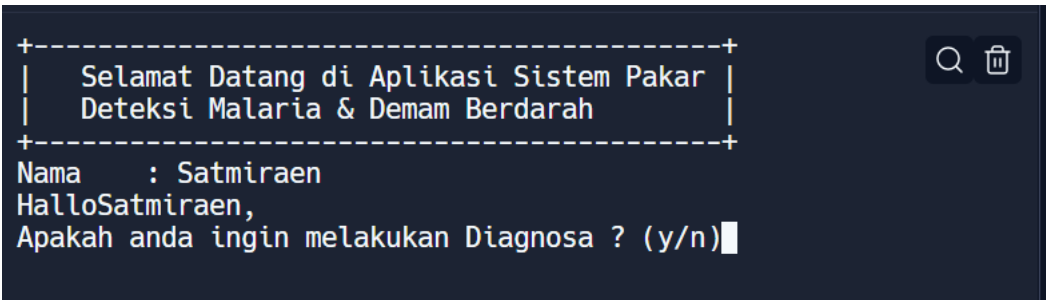 +-------------------------------------------+
|   Selamat Datang di Aplikasi Sistem Pakar |
|   Deteksi Malaria & Demam Berdarah        |
+-------------------------------------------+
Nama    : Satmiraen
HalloSatmiraen,
Apakah anda ingin melakukan Diagnosa ? (y/n)